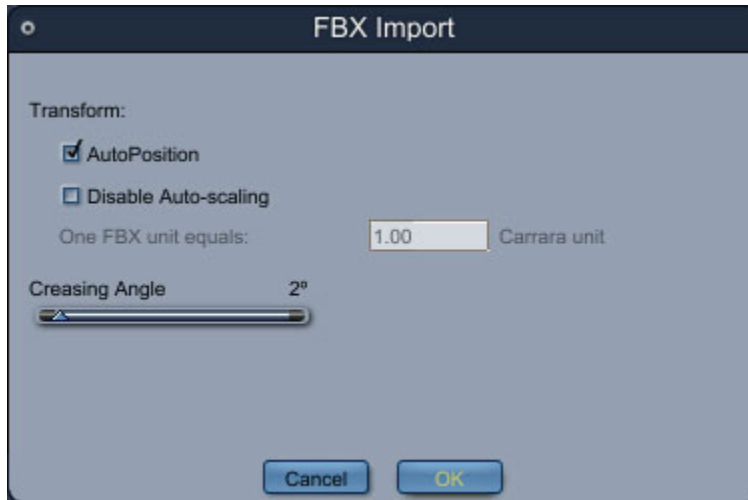 FBX Import
Transform:
AutoPosition
Disable Auto-scaling
One FBX unit equals: 1.00 Carrara unit
Creasing Angle 2º
Cancel OK